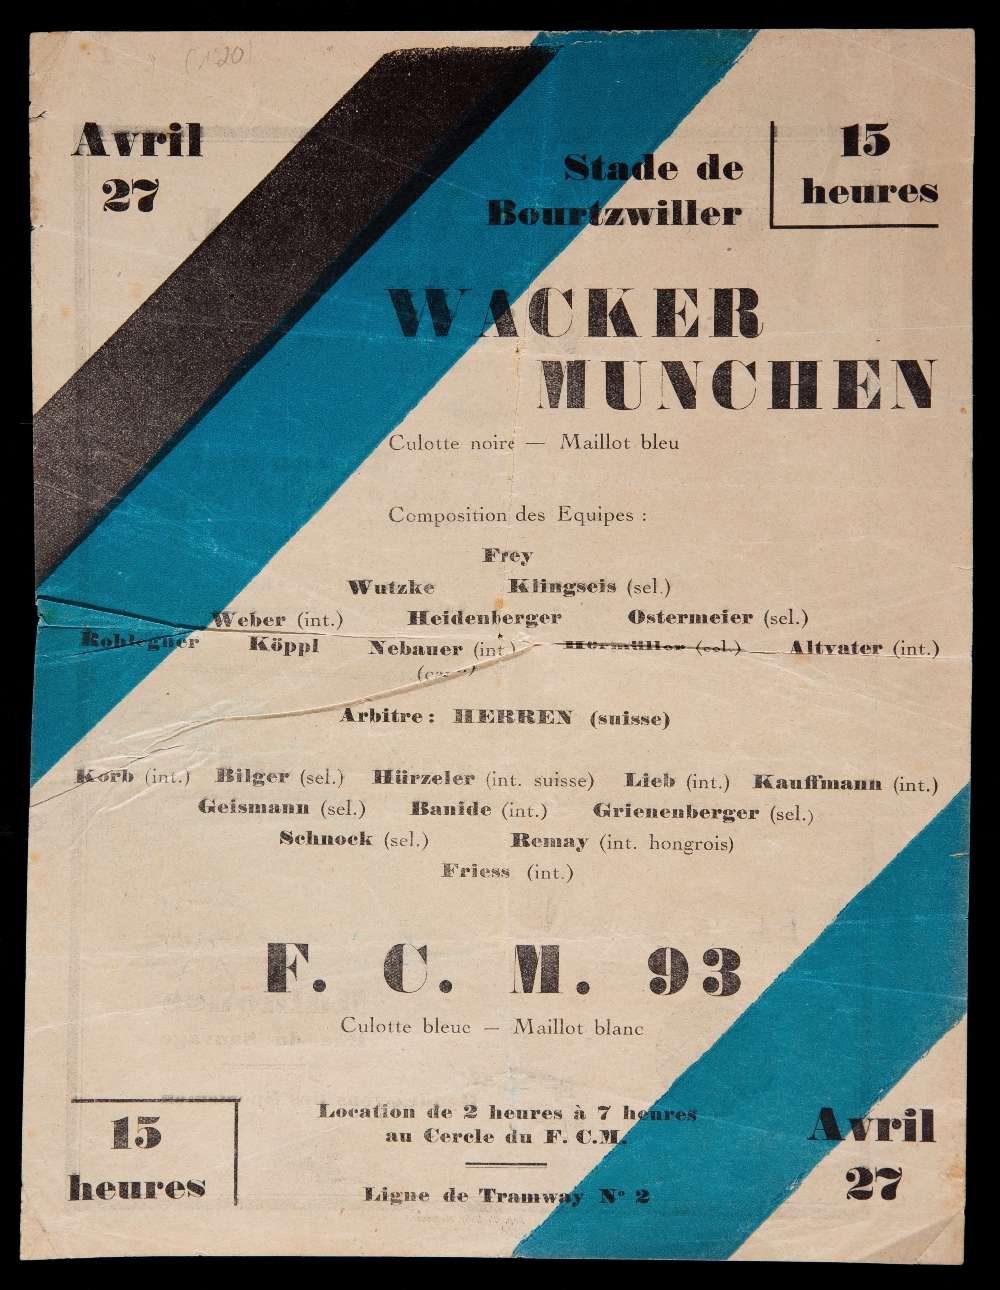 Avril
27
Stade de
Bourtzwiller
15
heures
WACKER
MUNCHEN
Culotte noire — Maillot bleu
Composition des Equipes :
Frey
Wutzke Klingseis (sel.)
Weber (int.) Heidenberger Ostermeier (sel.)
Köppl Nebauer (int.) Altvater (int.)
Arbitre : HERREN (suisse)
Korb (int.) Bilger (sel.) Hürzeler (int. suisse) Lieb (int.) Kauffmann (int.)
Geismann (sel.) Banide (int.) Grienenberger (sel.)
Schnock (sel.) Remay (int. hongrois)
Friess (int.)
F. C. M. 93
Culotte bleue — Maillot blanc
15
heures
Location de 2 heures à 7 heures
au Cercle du F. C.M.
Ligne de Tramway N° 2
Avril
27